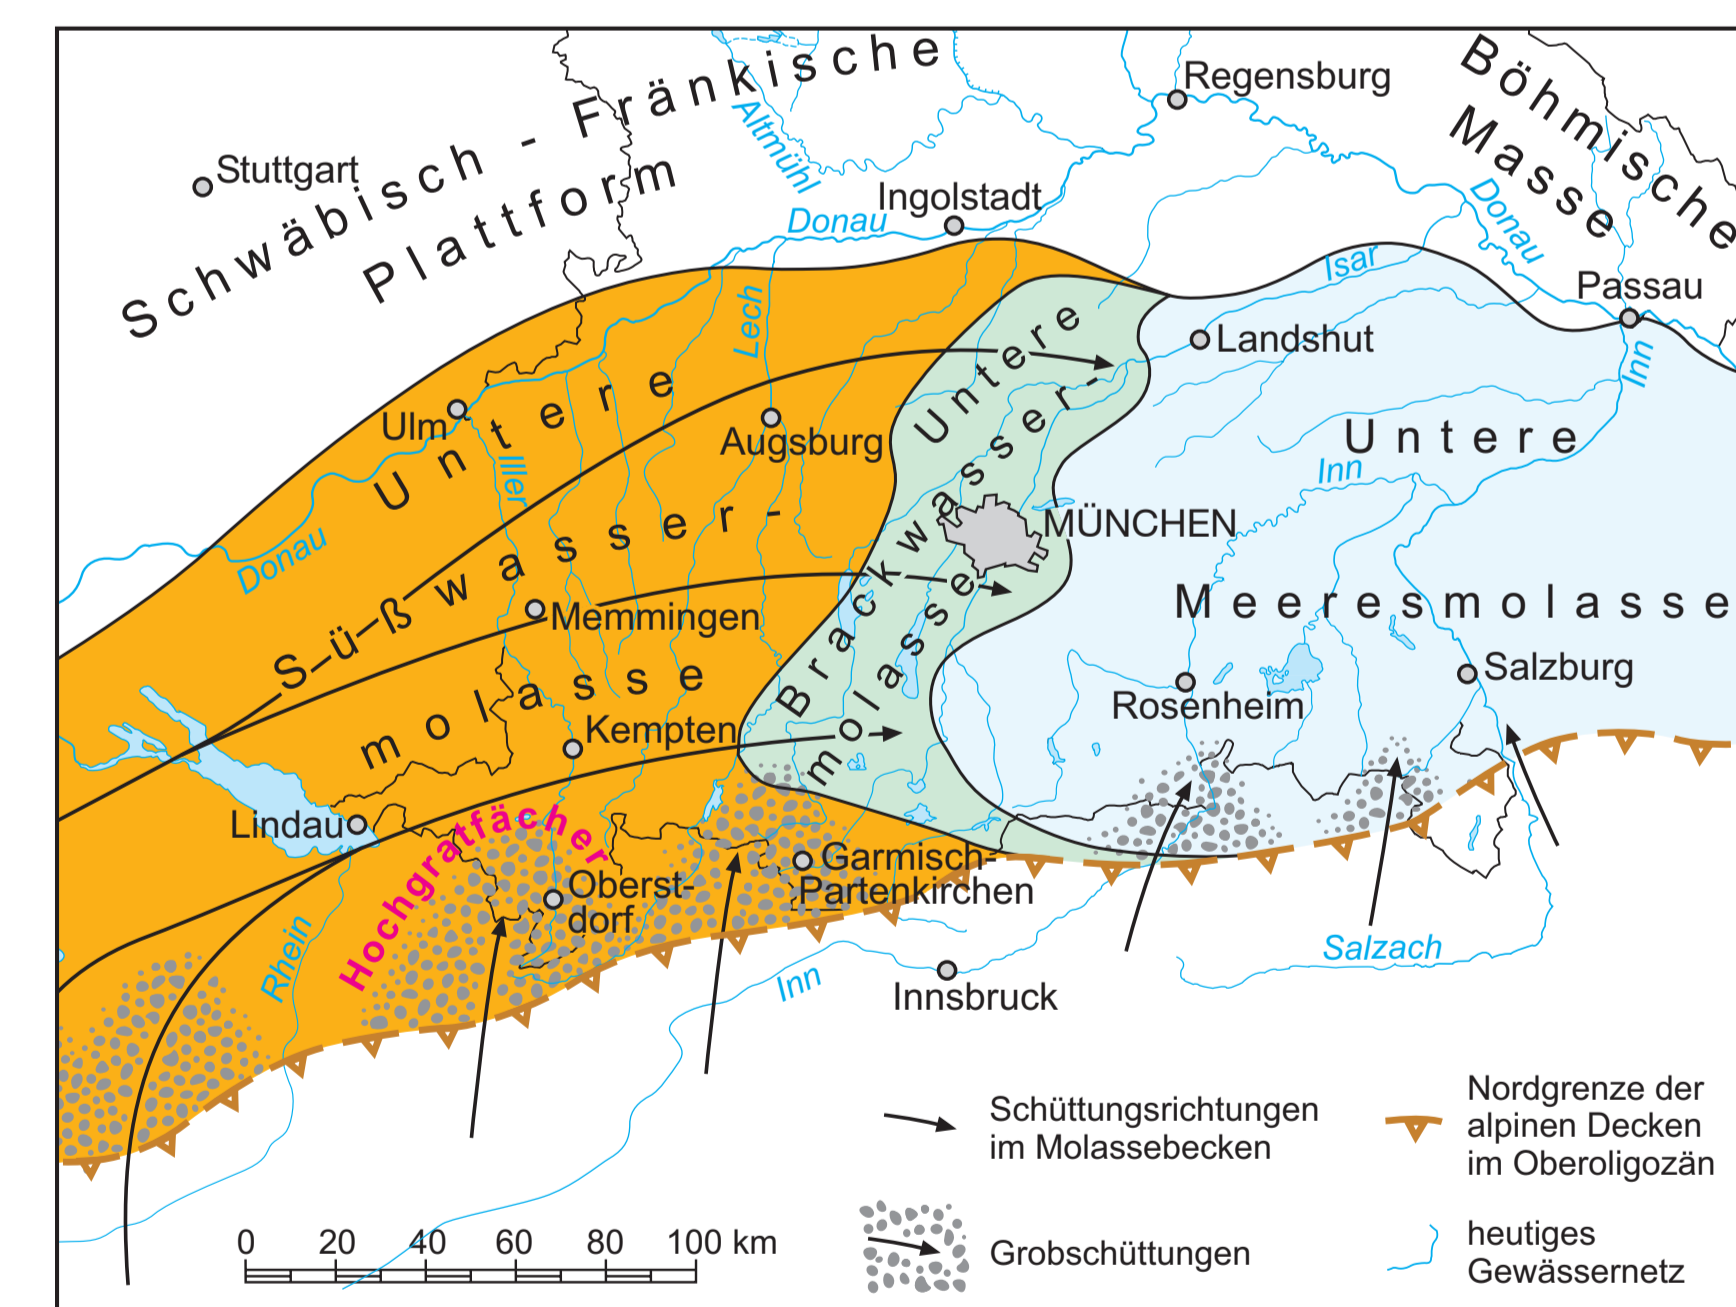 Schwäbisch - Fränkische
Plattform
Böhmische
Masse
Regensburg
Stuttgart
Altmühl
Ingolstadt
Donau
Donau
Isar
Passau
Lech
Landshut
Inn
Ulm
Augsburg
Iller
Donau
Untere
Süßwasser-
molasse
Untere
Brackwasser-
molasse
Untere
Meeresmolasse
Inn
MÜNCHEN
Memmingen
Kempten
Rosenheim
Salzburg
Lindau
Hochgratfächer
Oberst-
dorf
Garmisch-
Partenkirchen
Rhein
Inn
Innsbruck
Salzach
0 20 40 60 80 100 km
Schüttungsrichtungen
im Molassebecken
Grobschüttungen
Nordgrenze der
alpinen Decken
im Oberoligozän
heutiges
Gewässernetz